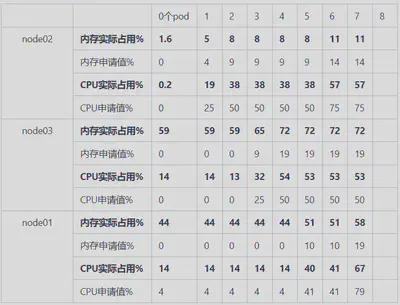 0个pod 1 2 3 4 5 6 7 8
node02 内存实际占用% 1.6 5 8 8 8 8 11 11
内存申请值% 0 4 9 9 9 9 14 14
CPU实际占用% 0.2 19 38 38 38 38 57 57
CPU申请值% 0 25 50 50 50 50 75 75
node03 内存实际占用% 59 59 59 65 72 72 72 72
内存申请值% 0 0 0 9 19 19 19 19
CPU实际占用% 14 14 13 32 54 53 53 53
CPU申请值% 0 0 0 25 50 50 50 50
node01 内存实际占用% 44 44 44 44 44 51 51 58
内存申请值% 0 0 0 0 0 10 10 19
CPU实际占用% 14 14 14 14 14 40 41 67
CPU申请值% 4 4 4 4 4 41 41 79